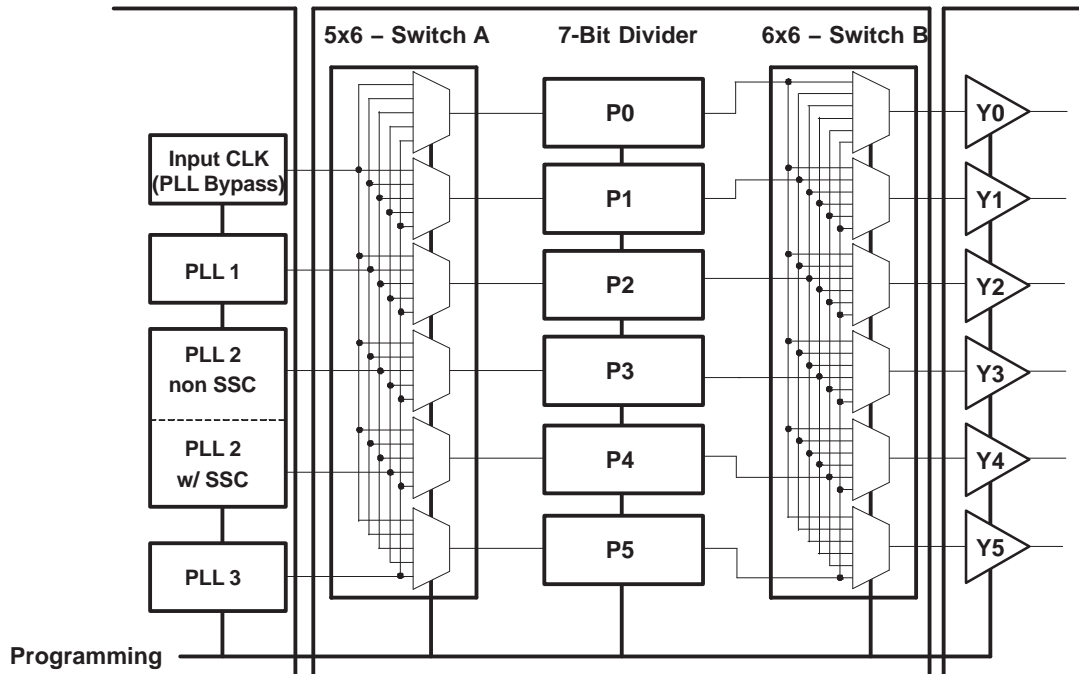 5x6 – Switch A
7-Bit Divider
6x6 – Switch B
Input CLK
(PLL Bypass)
PLL 1
PLL 2
non SSC
PLL 2
w/ SSC
PLL 3
P0
P1
P2
P3
P4
P5
Y0
Y1
Y2
Y3
Y4
Y5
Programming